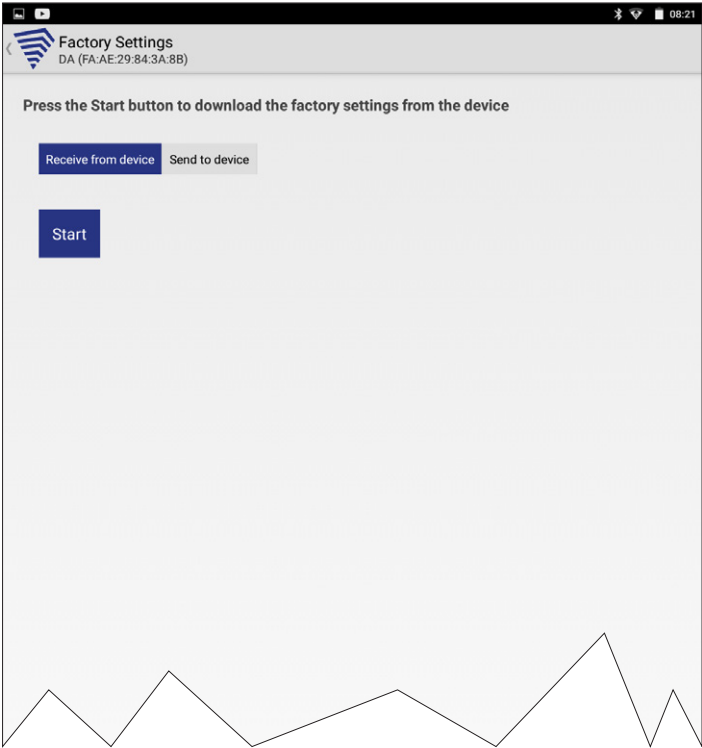 08:21
Factory Settings
DA (FA:AE:29:84:3A:8B)
Press the Start button to download the factory settings from the device
Receive from device Send to device
Start